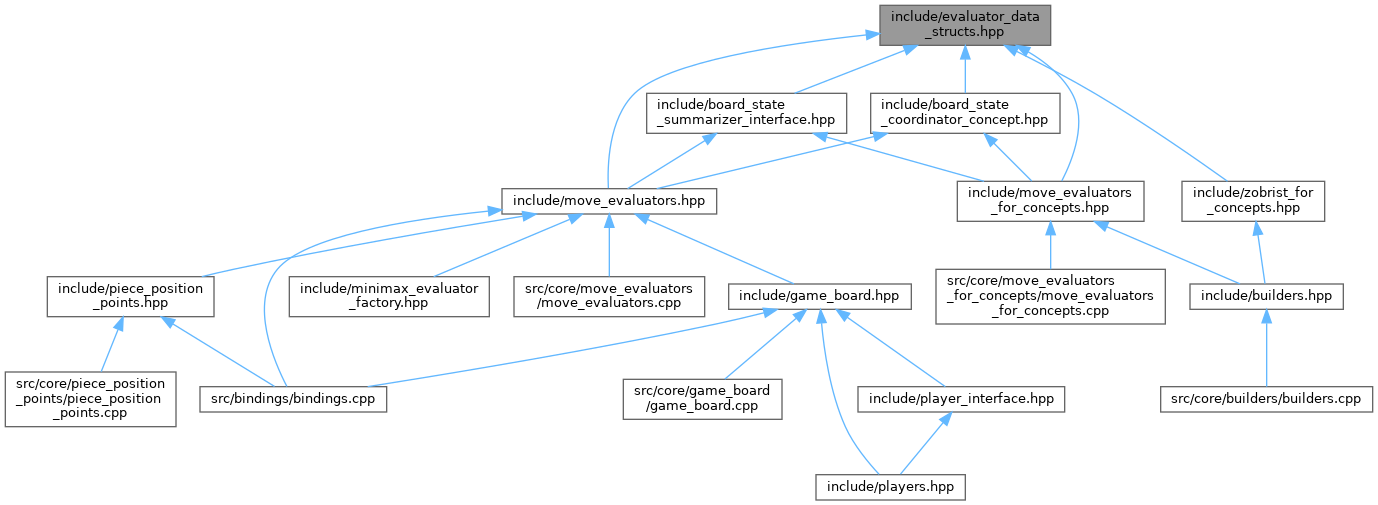 include/evaluator_data
_structs.hpp
include/board_state
_summarizer_interface.hpp
include/board_state
_coordinator_concept.hpp
include/move_evaluators.hpp
include/move_evaluators
_for_concepts.hpp
include/zobrist_for
_concepts.hpp
include/piece_position
_points.hpp
include/minimax_evaluator
_factory.hpp
src/core/move_evaluators
/move_evaluators.cpp
include/game_board.hpp
src/core/move_evaluators
_for_concepts/move_evaluators
_for_concepts.cpp
include/builders.hpp
src/core/piece_position
_points/piece_position
_points.cpp
src/bindings/bindings.cpp
src/core/game_board
/game_board.cpp
include/player_interface.hpp
src/core/builders/builders.cpp
include/players.hpp